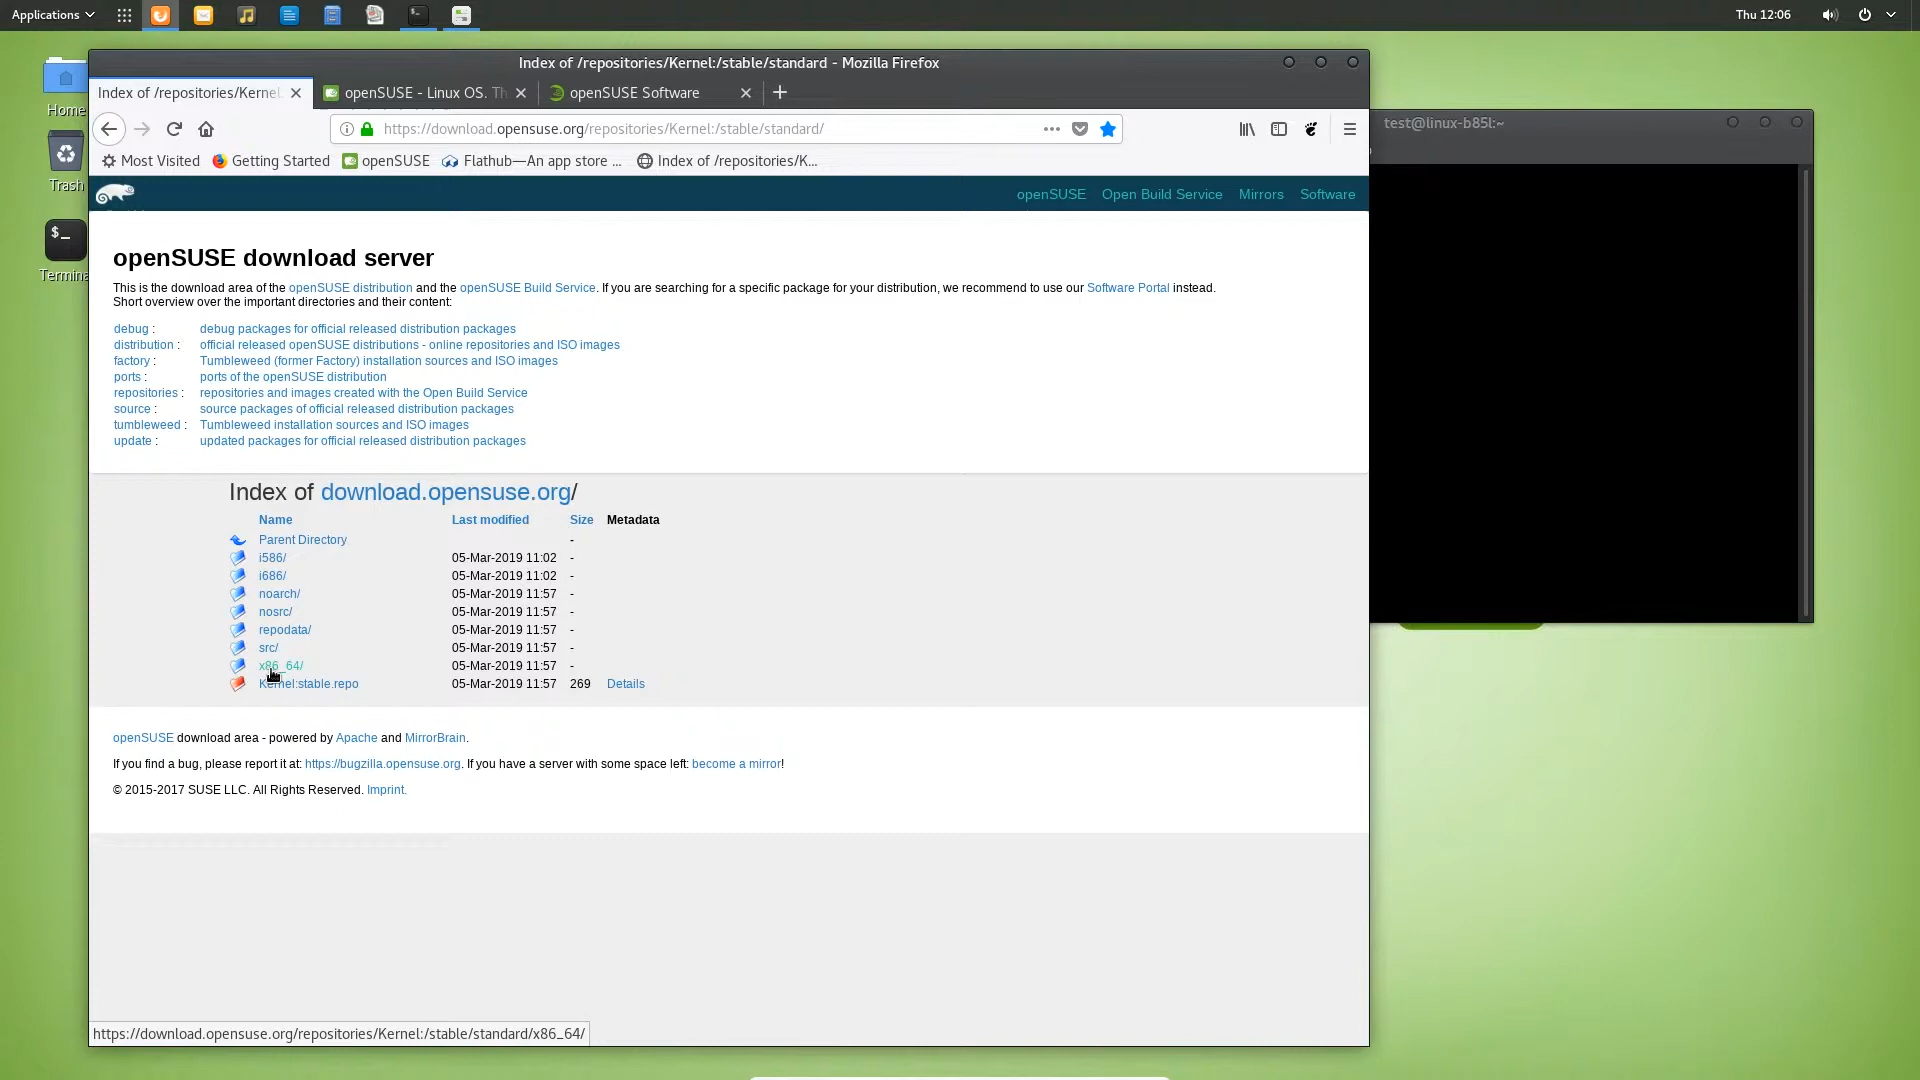 Applications
Thu 12:06
Home
Trash
$_
Termina
Index of /repositories/Kernel:/stable/standard - Mozilla Firefox
Index of /repositories/Kernel:
openSUSE - Linux OS. Th
openSUSE Software
https://download.opensuse.org/repositories/Kernel:/stable/standard/
Most Visited
Getting Started
openSUSE
Flathub—An app store ...
Index of /repositories/K...
test@linux-b85l:~
openSUSE
Open Build Service
Mirrors
Software
openSUSE download server
This is the download area of the openSUSE distribution and the openSUSE Build Service. If you are searching for a specific package for your distribution, we recommend to use our Software Portal instead.
Short overview over the important directories and their content:
debug : debug packages for official released distribution packages
distribution : official released openSUSE distributions - online repositories and ISO images
factory : Tumbleweed (former Factory) installation sources and ISO images
ports : ports of the openSUSE distribution
repositories : repositories and images created with the Open Build Service
source : source packages of official released distribution packages
tumbleweed : Tumbleweed installation sources and ISO images
update : updated packages for official released distribution packages
Index of download.opensuse.org/
Name Last modified Size Metadata
Parent Directory -
i586/ 05-Mar-2019 11:02 -
i686/ 05-Mar-2019 11:02 -
noarch/ 05-Mar-2019 11:57 -
nosrc/ 05-Mar-2019 11:57 -
repodata/ 05-Mar-2019 11:57 -
src/ 05-Mar-2019 11:57 -
x86_64/ 05-Mar-2019 11:57 -
Kernel:stable.repo 05-Mar-2019 11:57 269 Details
openSUSE download area - powered by Apache and MirrorBrain.
If you find a bug, please report it at: https://bugzilla.opensuse.org. If you have a server with some space left: become a mirror!
© 2015-2017 SUSE LLC. All Rights Reserved. Imprint.
https://download.opensuse.org/repositories/Kernel:/stable/standard/x86_64/